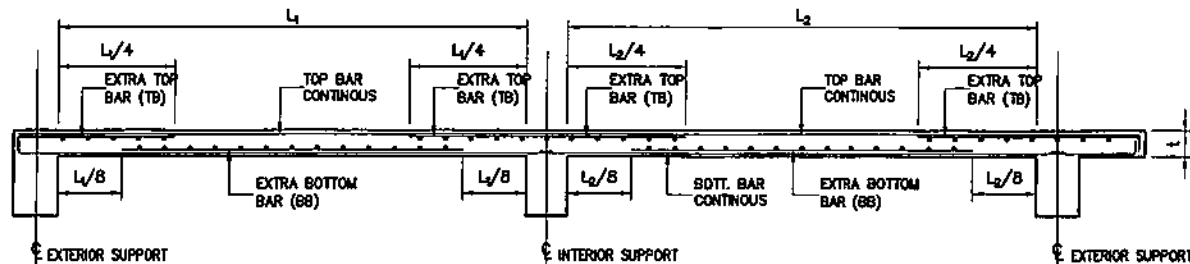 L₁
L₂
L₁/4
L₁/4
L₂/4
L₂/4
EXTRA TOP
BAR (TB)
TOP BAR
CONTINOUS
EXTRA TOP
BAR (TB)
EXTRA TOP
BAR (TB)
TOP BAR
CONTINOUS
EXTRA TOP
BAR (TB)
t
L₁/8
EXTRA BOTTOM
BAR (BB)
L₁/8
L₂/8
BOTT. BAR
CONTINOUS
EXTRA BOTTOM
BAR (BB)
L₂/8
℄ EXTERIOR SUPPORT
℄ INTERIOR SUPPORT
℄ EXTERIOR SUPPORT